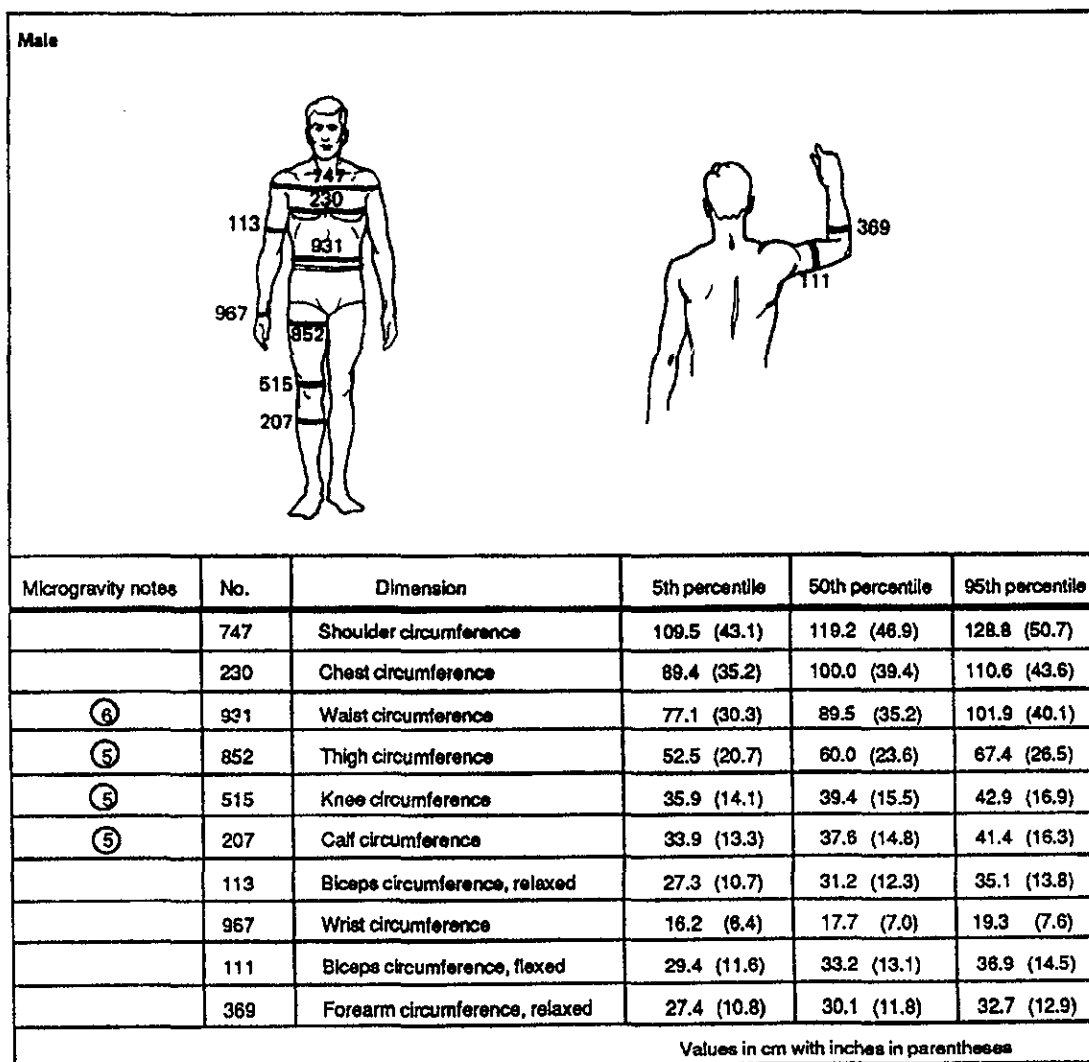 Male
747
230
113
931
967
852
515
207
369
111
Microgravity notes No. Dimension 5th percentile 50th percentile 95th percentile
747 Shoulder circumference 109.5 (43.1) 119.2 (46.9) 128.8 (50.7)
230 Chest circumference 89.4 (35.2) 100.0 (39.4) 110.6 (43.6)
6 931 Waist circumference 77.1 (30.3) 89.5 (35.2) 101.9 (40.1)
5 852 Thigh circumference 52.5 (20.7) 60.0 (23.6) 67.4 (26.5)
5 515 Knee circumference 35.9 (14.1) 39.4 (15.5) 42.9 (16.9)
5 207 Calf circumference 33.9 (13.3) 37.6 (14.8) 41.4 (16.3)
113 Biceps circumference, relaxed 27.3 (10.7) 31.2 (12.3) 35.1 (13.8)
967 Wrist circumference 16.2 (6.4) 17.7 (7.0) 19.3 (7.6)
111 Biceps circumference, flexed 29.4 (11.6) 33.2 (13.1) 36.9 (14.5)
369 Forearm circumference, relaxed 27.4 (10.8) 30.1 (11.8) 32.7 (12.9)
Values in cm with inches in parentheses